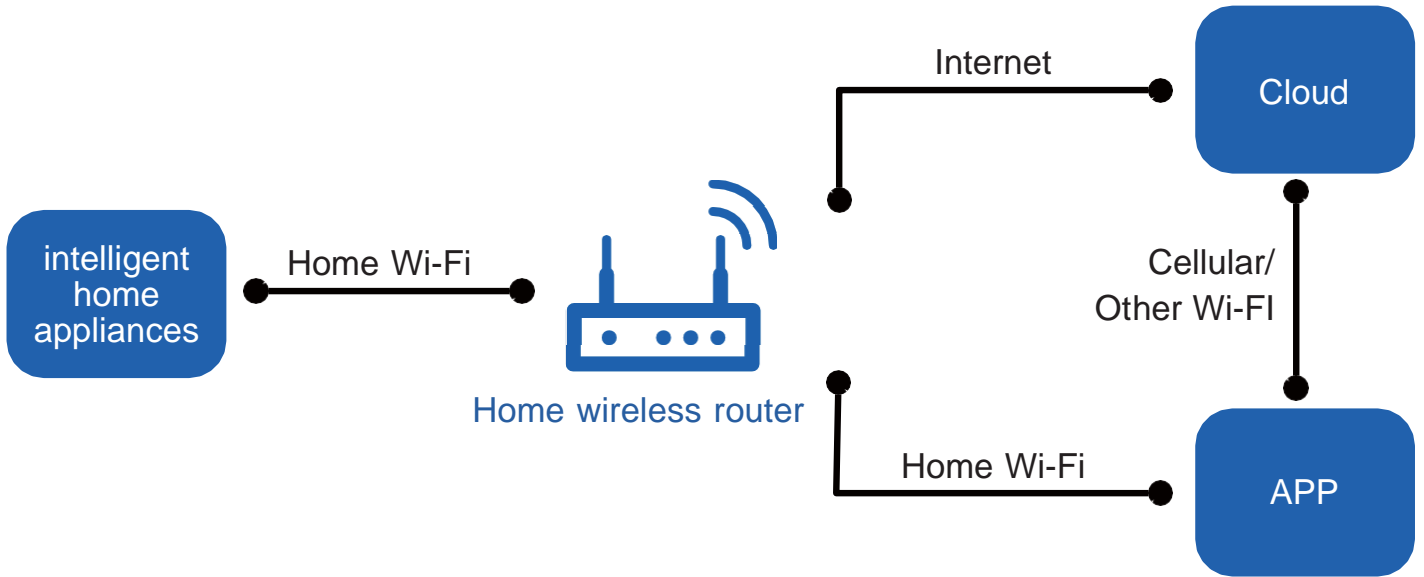 Internet
Cloud
intelligent
home
appliances
Home Wi-Fi
Cellular/
Other Wi-FI
Home wireless router
Home Wi-Fi
APP